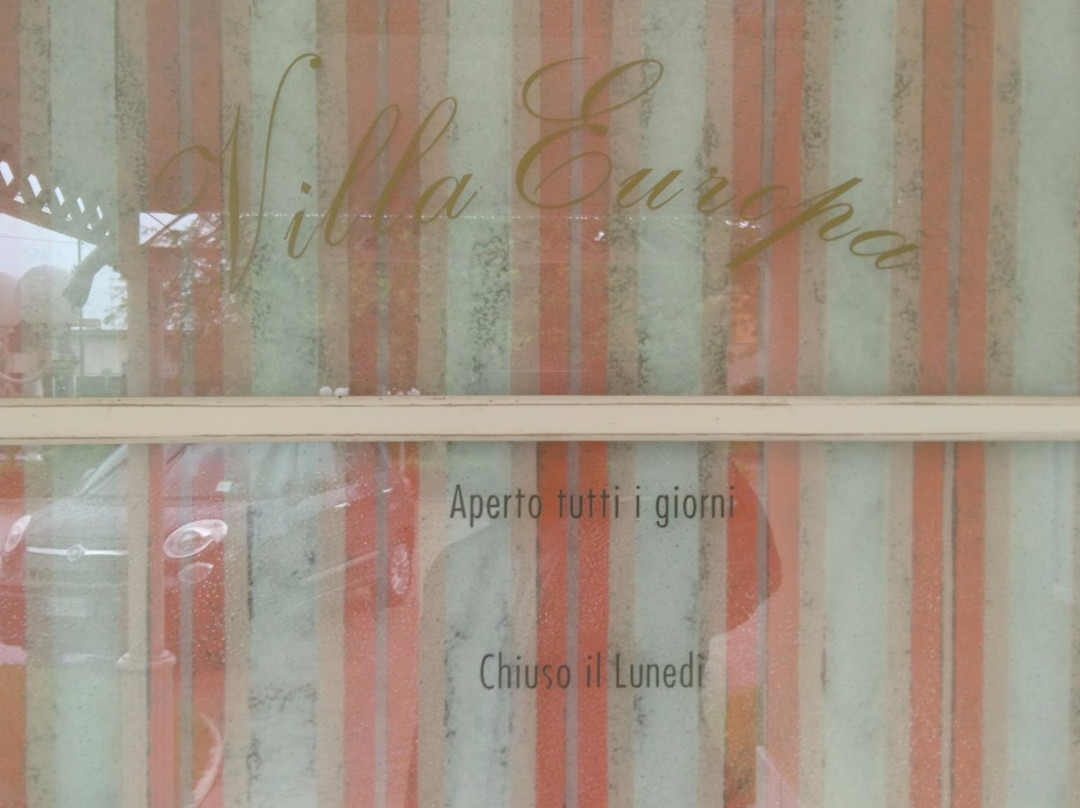 Villa Europa
Aperto tutti i giorni
Chiuso il Lunedì